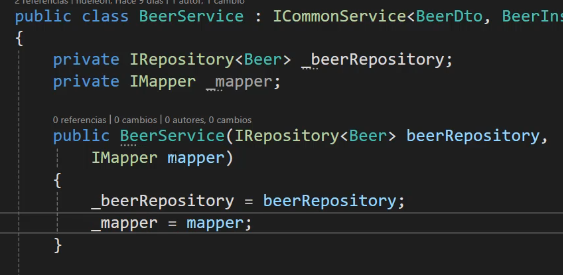 2 referencias | hdeleon, Hace 9 días | 1 autor, 1 cambio
public class BeerService : ICommonService<BeerDto, BeerIns
{
private IRepository<Beer> _beerRepository;
private IMapper _mapper;
0 referencias | 0 cambios | 0 autores, 0 cambios
public BeerService(IRepository<Beer> beerRepository,
IMapper mapper)
{
_beerRepository = beerRepository;
_mapper = mapper;
}